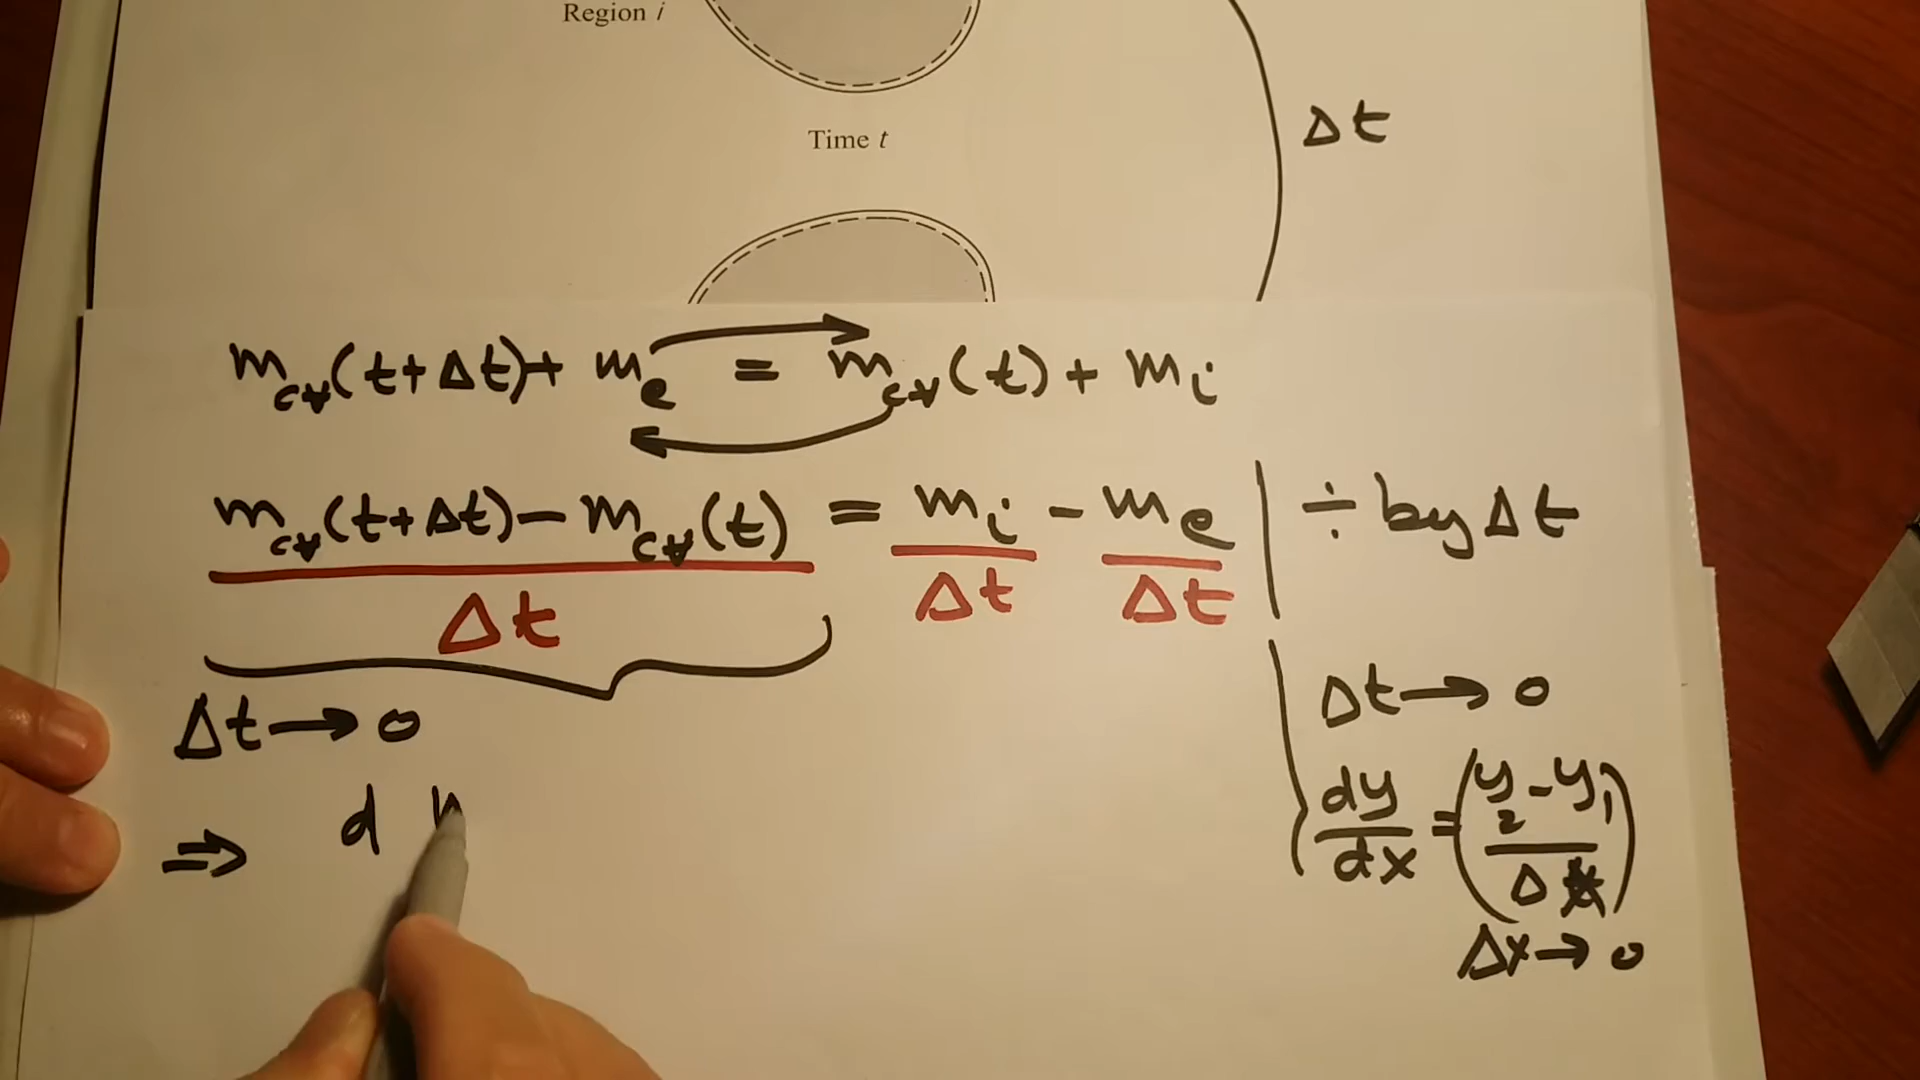 Region i
Δt
Time t
m_cv(t+Δt)+ m_e = m_cv(t) + m_i
m_cv(t+Δt) − m_cv(t) = m_i - m_e ÷ by Δt
Δt Δt Δt
Δt → 0
Δt → 0
⇒ d
dy/dx = (y_2 - y_1 / Δx)
Δx → 0